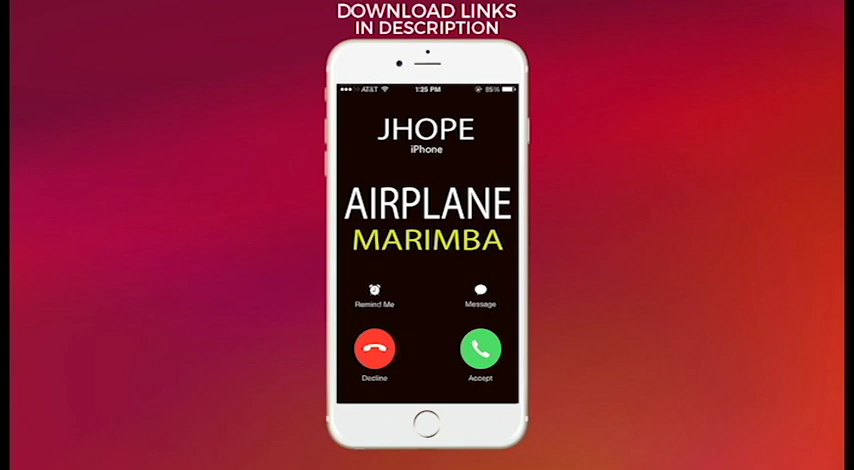 DOWNLOAD LINKS
IN DESCRIPTION
AT&T 1:25 PM 85%
JHOPE
iPhone
AIRPLANE
MARIMBA
Remind Me Message
Decline Accept